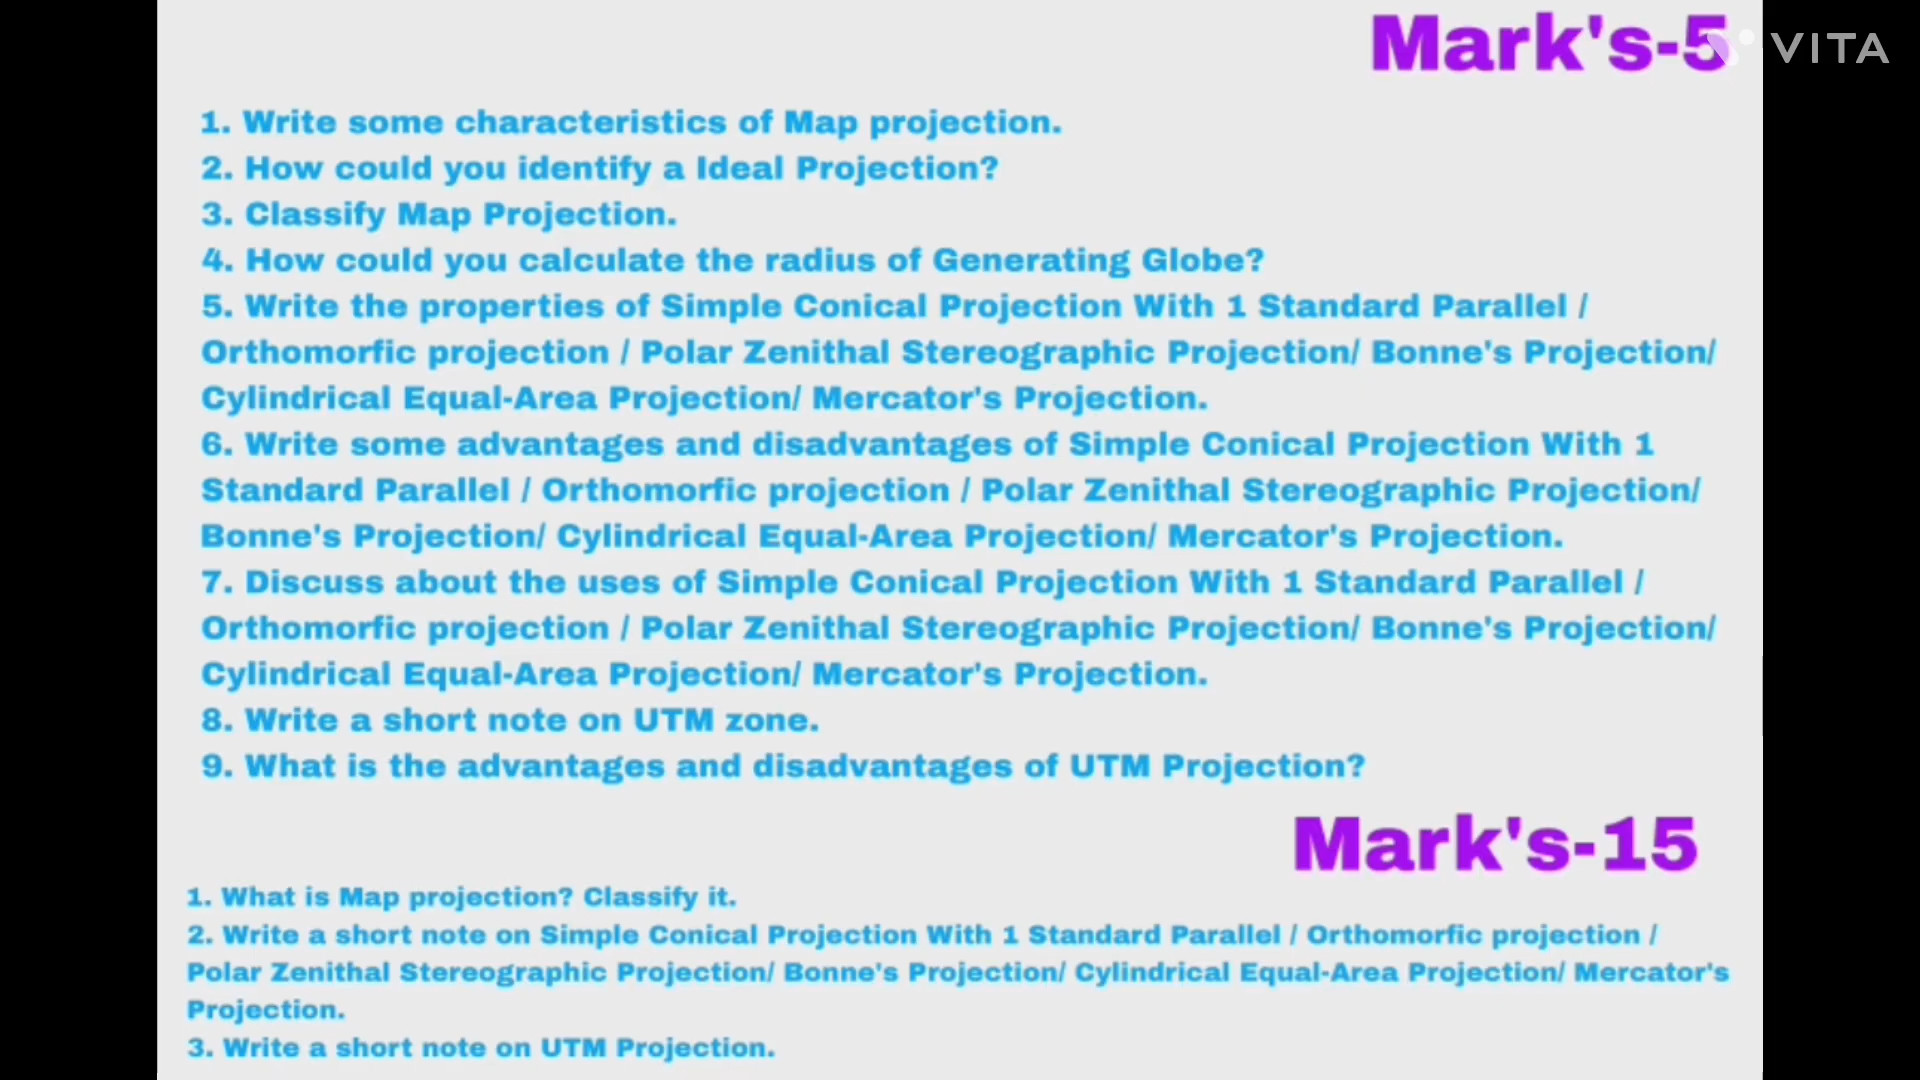 Mark's-5
VITA
1. Write some characteristics of Map projection.
2. How could you identify a Ideal Projection?
3. Classify Map Projection.
4. How could you calculate the radius of Generating Globe?
5. Write the properties of Simple Conical Projection With 1 Standard Parallel /
Orthomorfic projection / Polar Zenithal Stereographic Projection/ Bonne's Projection/
Cylindrical Equal-Area Projection/ Mercator's Projection.
6. Write some advantages and disadvantages of Simple Conical Projection With 1
Standard Parallel / Orthomorfic projection / Polar Zenithal Stereographic Projection/
Bonne's Projection/ Cylindrical Equal-Area Projection/ Mercator's Projection.
7. Discuss about the uses of Simple Conical Projection With 1 Standard Parallel /
Orthomorfic projection / Polar Zenithal Stereographic Projection/ Bonne's Projection/
Cylindrical Equal-Area Projection/ Mercator's Projection.
8. Write a short note on UTM zone.
9. What is the advantages and disadvantages of UTM Projection?
Mark's-15
1. What is Map projection? Classify it.
2. Write a short note on Simple Conical Projection With 1 Standard Parallel / Orthomorfic projection /
Polar Zenithal Stereographic Projection/ Bonne's Projection/ Cylindrical Equal-Area Projection/ Mercator's
Projection.
3. Write a short note on UTM Projection.